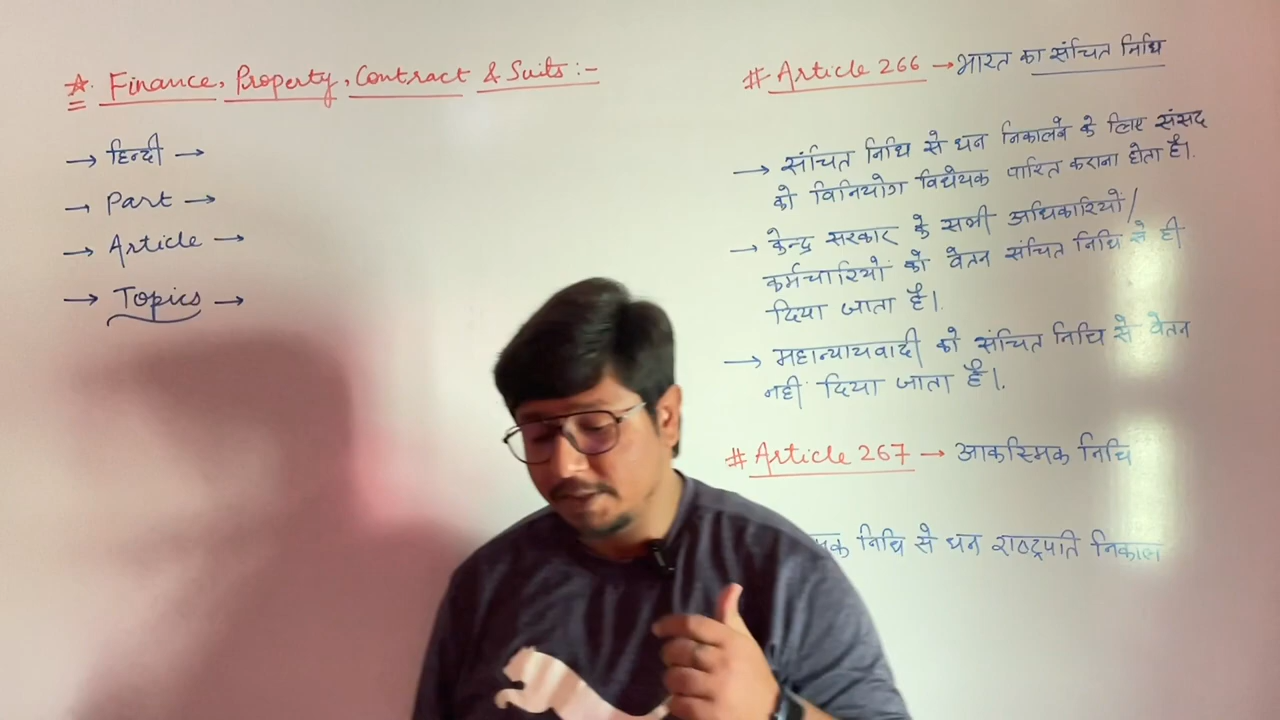 ☆. Finance, Property, Contract & Suits:-
→ हिन्दी →
→ Part →
→ Article →
→ Topics →
# Article 266 → भारत का संचित निधि
→ संचित निधि से धन निकालने के लिए संसद
को विनियोग विधेयक पारित कराना होता है।
→ केन्द्र सरकार के सभी अधिकारियों/
कर्मचारियों को वेतन संचित निधि से ही
दिया जाता है।
→ महान्यायवादी को संचित निधि से वेतन
नहीं दिया जाता है।
# Article 267 → आकस्मिक निधि
निधि से धन राष्ट्रपति निकाल